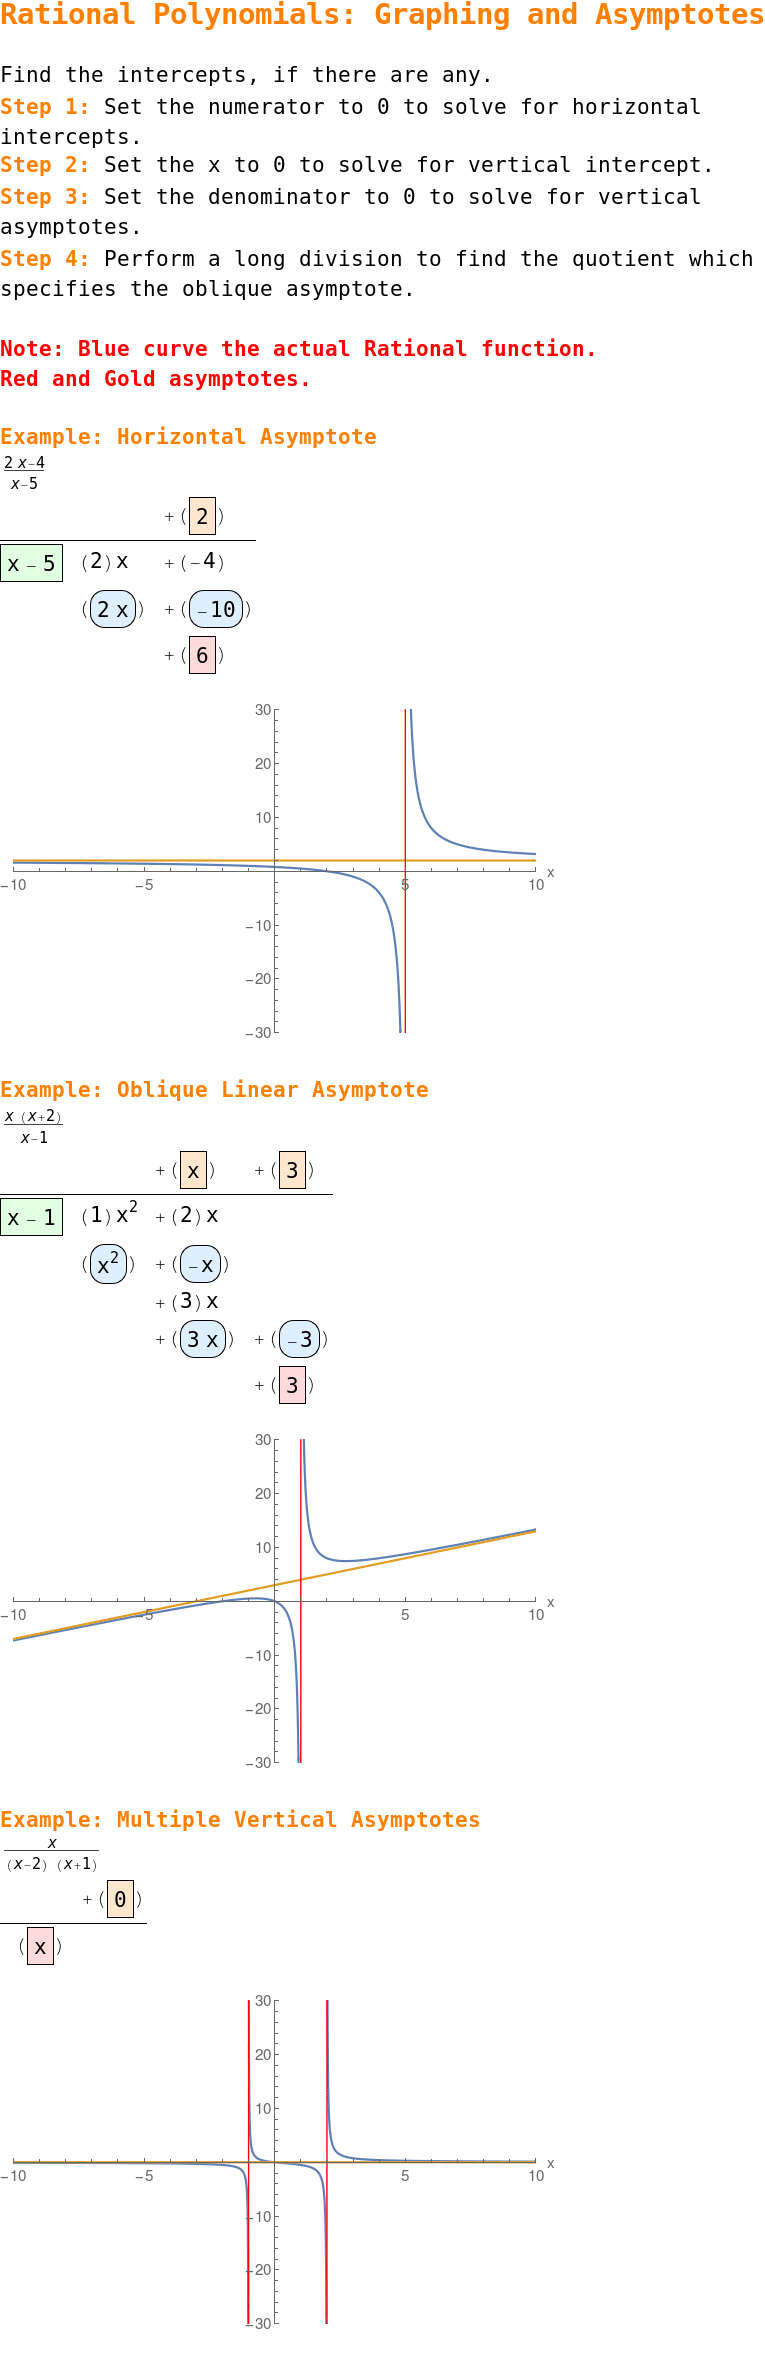 Rational Polynomials: Graphing and Asymptotes
Find the intercepts, if there are any.
Step 1: Set the numerator to 0 to solve for horizontal
intercepts.
Step 2: Set the x to 0 to solve for vertical intercept.
Step 3: Set the denominator to 0 to solve for vertical
asymptotes.
Step 4: Perform a long division to find the quotient which
specifies the oblique asymptote.
Note: Blue curve the actual Rational function.
Red and Gold asymptotes.
Example: Horizontal Asymptote
2 x−4
x−5
+ ( 2 )
x − 5 (2) x + (−4)
( 2 x ) + ( −10 )
+ ( 6 )
30
20
10
−10 −5 5 10 x
−10
−20
−30
Example: Oblique Linear Asymptote
x (x+2)
x−1
+ ( x ) + ( 3 )
x − 1 (1) x² + (2) x
( x² ) + ( −x )
+ (3) x
+ ( 3 x ) + ( −3 )
+ ( 3 )
30
20
10
−10 −5 5 10 x
−10
−20
−30
Example: Multiple Vertical Asymptotes
x
(x−2) (x+1)
+ ( 0 )
( x )
30
20
10
−10 −5 5 10 x
−10
−20
−30